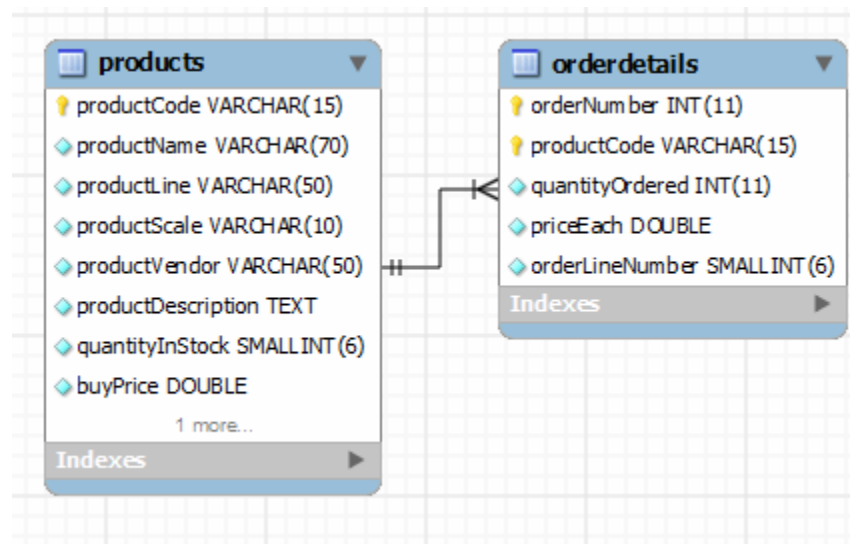 products
productCode VARCHAR(15)
productName VARCHAR(70)
productLine VARCHAR(50)
productScale VARCHAR(10)
productVendor VARCHAR(50)
productDescription TEXT
quantityInStock SMALLINT(6)
buyPrice DOUBLE
1 more...
Indexes
orderdetails
orderNumber INT(11)
productCode VARCHAR(15)
quantityOrdered INT(11)
priceEach DOUBLE
orderLineNumber SMALLINT(6)
Indexes